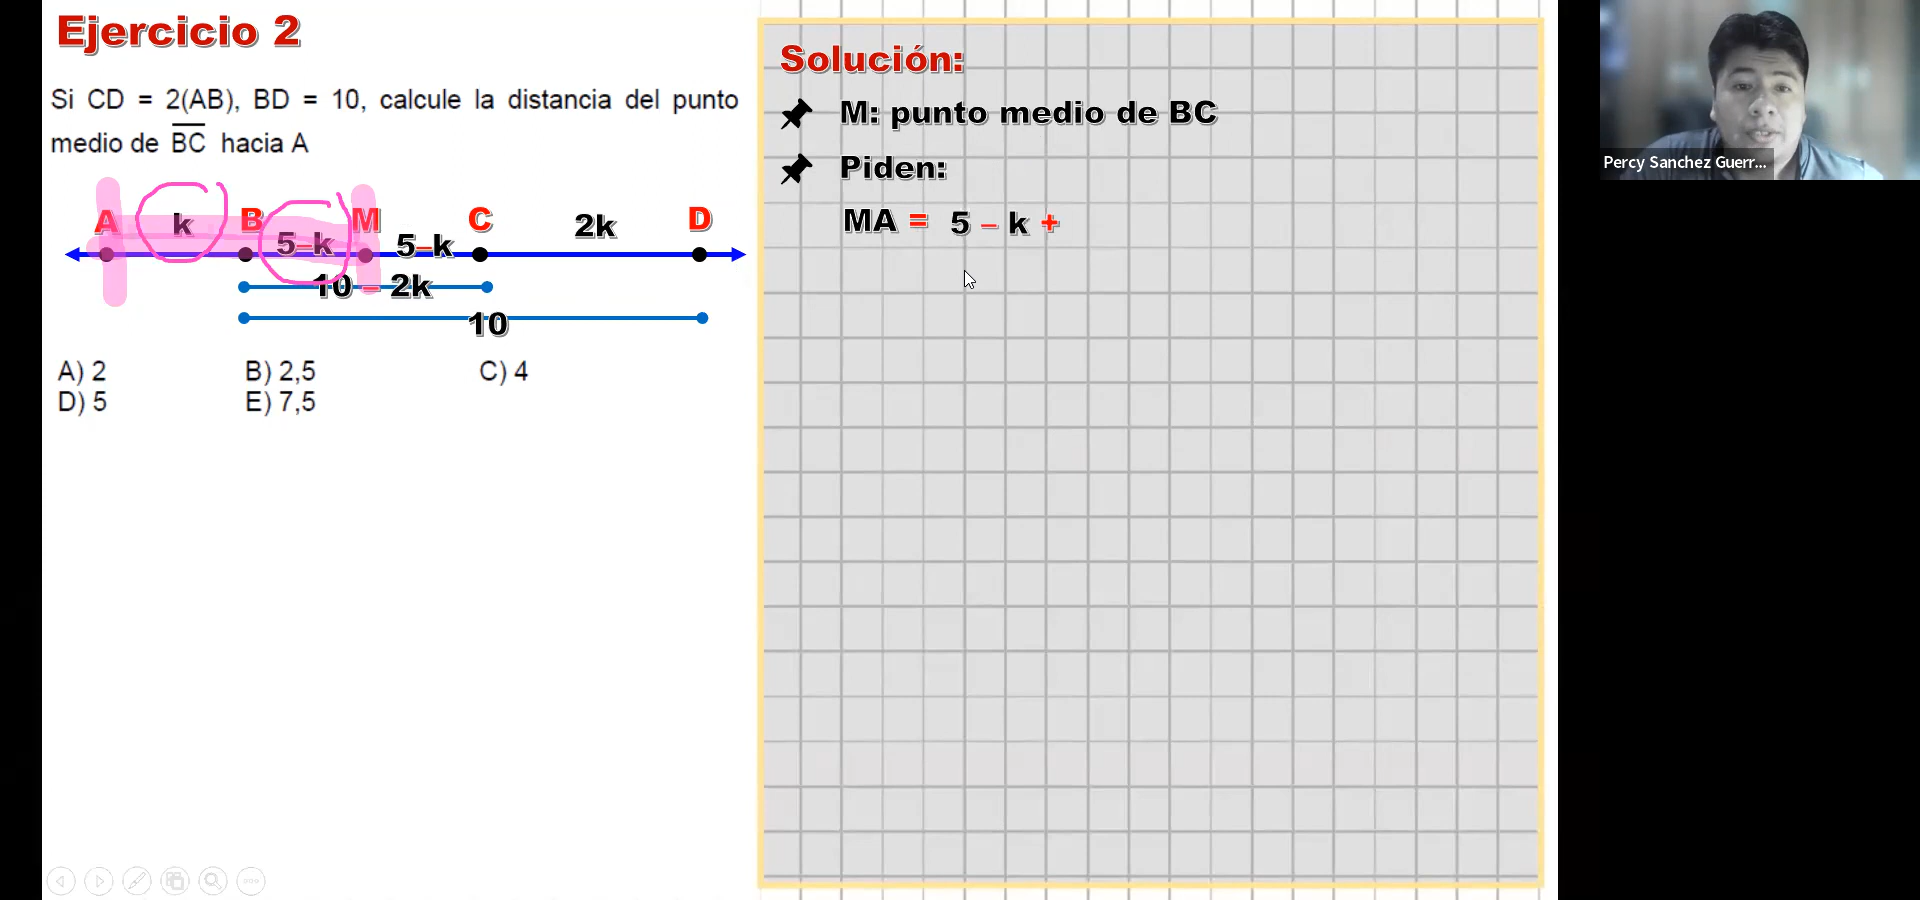 Ejercicio 2
Si CD = 2(AB), BD = 10, calcule la distancia del punto
medio de BC hacia A
A k B 5–k M 5–k C 2k D
10 – 2k
10
A) 2 B) 2,5 C) 4
D) 5 E) 7,5
Solución:
M: punto medio de BC
Piden:
MA = 5 – k +
Percy Sanchez Guerr...